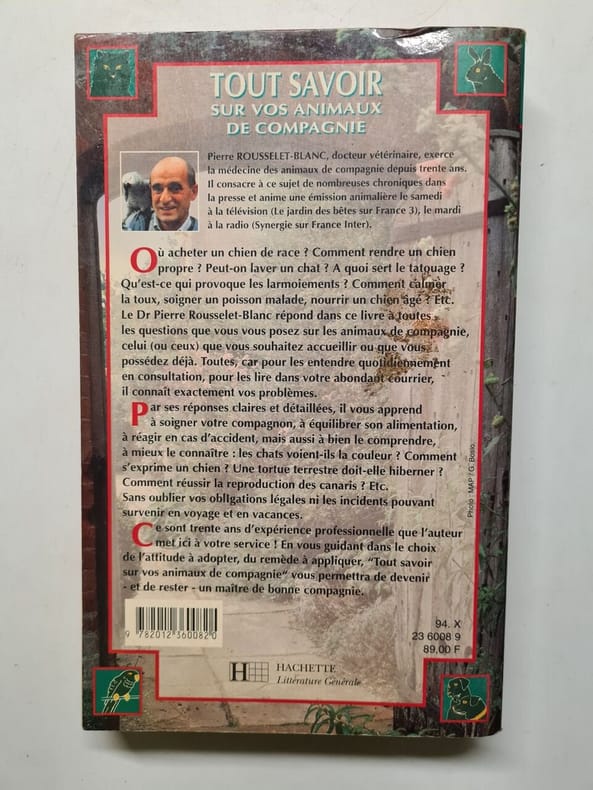 TOUT SAVOIR
SUR VOS ANIMAUX
DE COMPAGNIE
Pierre ROUSSELET-BLANC, docteur vétérinaire, exerce
la médecine des animaux de compagnie depuis trente ans.
Il consacre à ce sujet de nombreuses chroniques dans
la presse et anime une émission animalière le samedi
à la télévision (Le jardin des bêtes sur France 3), le mardi
à la radio (Synergie sur France Inter).
Où acheter un chien de race ? Comment rendre un chien
propre ? Peut-on laver un chat ? A quoi sert le tatouage ?
Qu'est-ce qui provoque les larmoiements ? Comment calmer
la toux, soigner un poisson malade, nourrir un chien âgé ? Etc.
Le Dr Pierre Rousselet-Blanc répond dans ce livre à toutes
les questions que vous vous posez sur les animaux de compagnie,
celui (ou ceux) que vous souhaitez accueillir ou que vous
possédez déjà. Toutes, car pour les entendre quotidiennement
en consultation, pour les lire dans votre abondant courrier,
il connaît exactement vos problèmes.
Par ses réponses claires et détaillées, il vous apprend
à soigner votre compagnon, à équilibrer son alimentation,
à réagir en cas d'accident, mais aussi à bien le comprendre,
à mieux le connaître : les chats voient-ils la couleur ? Comment
s'exprime un chien ? Une tortue terrestre doit-elle hiberner ?
Comment réussir la reproduction des canaris ? Etc.
Sans oublier vos obligations légales ni les incidents pouvant
survenir en voyage et en vacances.
Ce sont trente ans d'expérience professionnelle que l'auteur
met ici à votre service ! En vous guidant dans le choix
de l'attitude à adopter, du remède à appliquer, "Tout savoir
sur vos animaux de compagnie" vous permettra de devenir
- et de rester - un maître de bonne compagnie.
Photo : MAP / G. Bosio.
9 782012 360082
94. X
23 6008 9
89,00 F
H HACHETTE
Littérature Générale